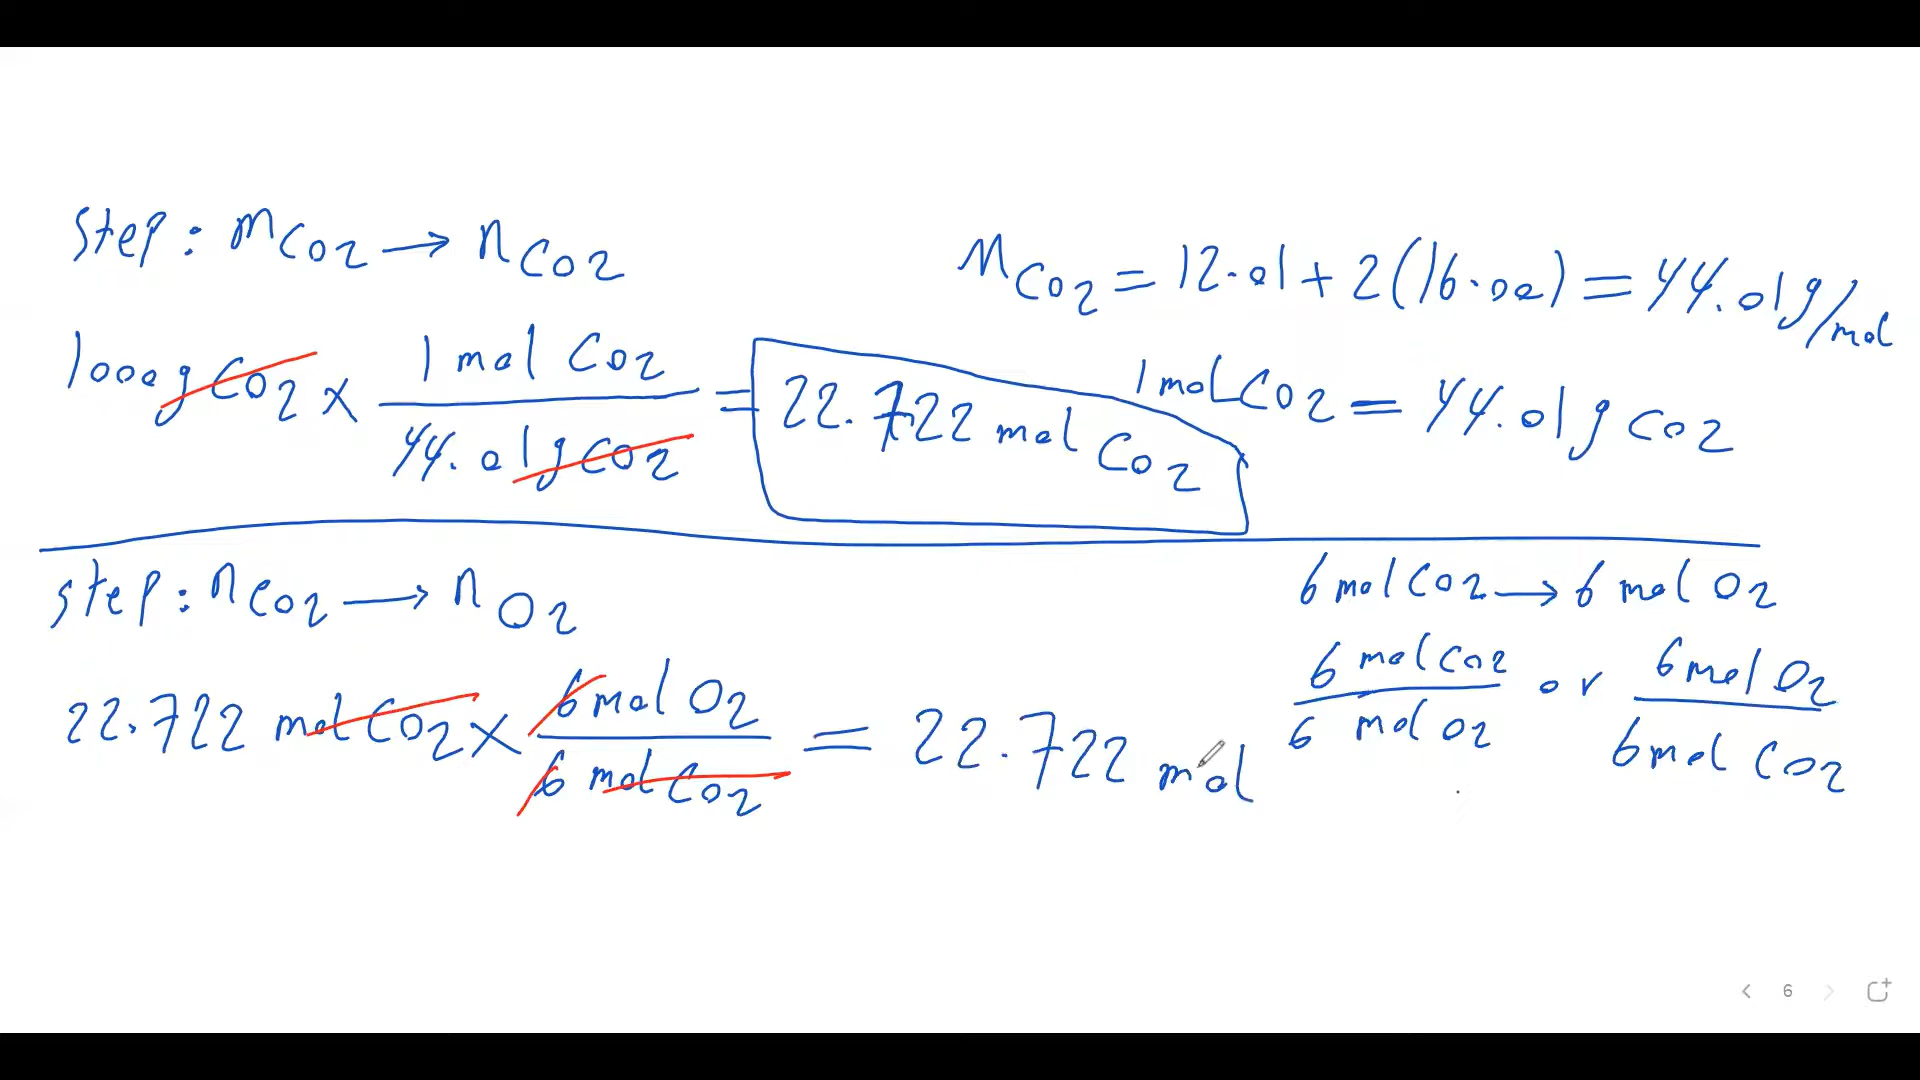 step: mCO2 → nCO2
MCO2 = 12.01 + 2(16.00) = 44.01 g/mol
1000 g CO2 × 1 mol CO2 / 44.01 g CO2 = 22.722 mol CO2
1 mol CO2 = 44.01 g CO2
step: nCO2 → nO2
6 mol CO2 → 6 mol O2
6 mol CO2 / 6 mol O2 or 6 mol O2 / 6 mol CO2
22.722 mol CO2 × 6 mol O2 / 6 mol CO2 = 22.722 mol
6